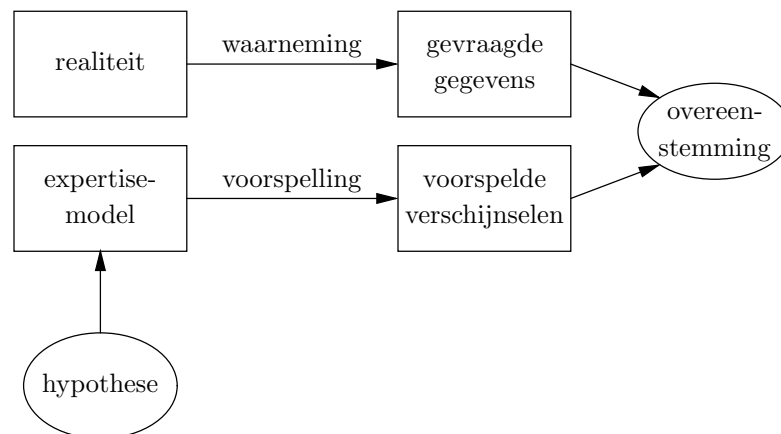 realiteit
waarneming
gevraagde
gegevens
overeen-
stemming
expertise-
model
voorspelling
voorspelde
verschijnselen
hypothese